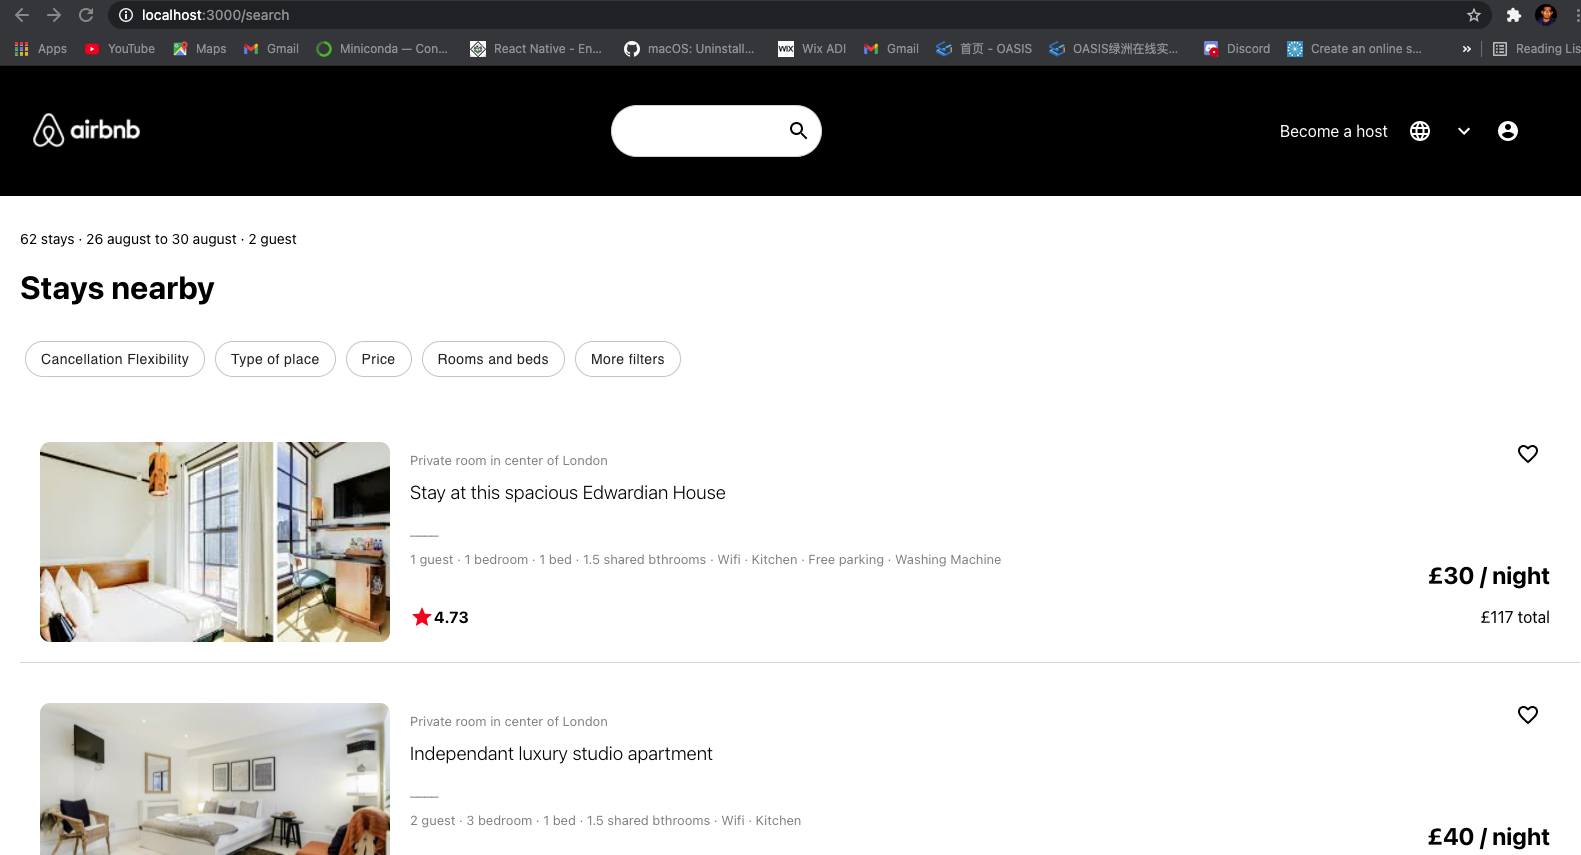 localhost:3000/search
Apps YouTube Maps Gmail Miniconda — Con... React Native - En... macOS: Uninstall... WIX Wix ADI Gmail 首页 - OASIS OASIS绿洲在线实... Discord Create an online s... » Reading Lis
airbnb
Become a host
62 stays · 26 august to 30 august · 2 guest
Stays nearby
Cancellation Flexibility Type of place Price Rooms and beds More filters
Private room in center of London
Stay at this spacious Edwardian House
1 guest · 1 bedroom · 1 bed · 1.5 shared bthrooms · Wifi · Kitchen · Free parking · Washing Machine
£30 / night
4.73
£117 total
Private room in center of London
Independant luxury studio apartment
2 guest · 3 bedroom · 1 bed · 1.5 shared bthrooms · Wifi · Kitchen
£40 / night